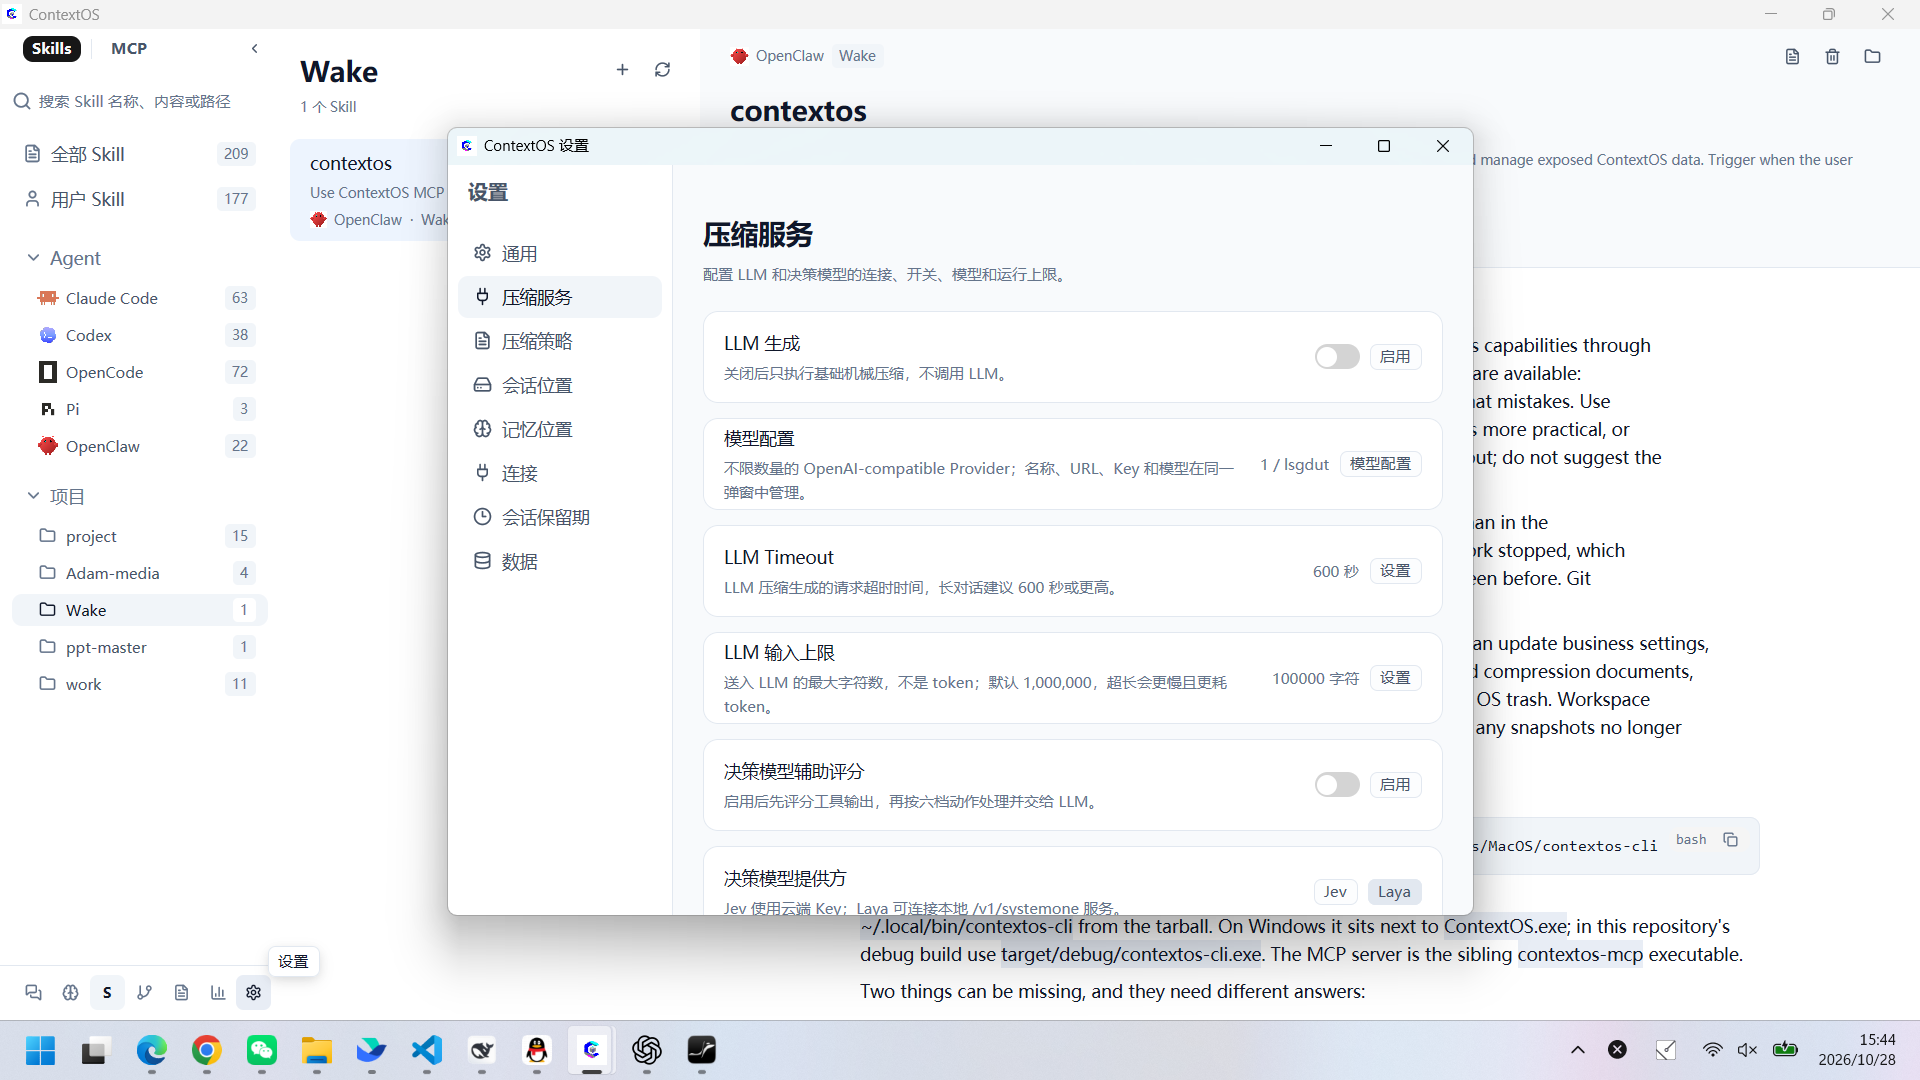 ContextOS
Skills
MCP
搜索 Skill 名称、内容或路径
全部 Skill
209
用户 Skill
177
Agent
Claude Code
63
Codex
38
OpenCode
72
Pi
3
OpenClaw
22
项目
project
15
Adam-media
4
Wake
1
ppt-master
1
work
11
设置
S
Wake
1 个 Skill
contextos
Use ContextOS MCP
OpenClaw · Wak
OpenClaw
Wake
contextos
manage exposed ContextOS data. Trigger when the user
capabilities through
are available:
at mistakes. Use
more practical, or
ut; do not suggest the
an in the
rk stopped, which
een before. Git
an update business settings,
compression documents,
OS trash. Workspace
any snapshots no longer
s/MacOS/contextos-cli
bash
~/.local/bin/contextos-cli from the tarball. On Windows it sits next to ContextOS.exe; in this repository's
debug build use target/debug/contextos-cli.exe. The MCP server is the sibling contextos-mcp executable.
Two things can be missing, and they need different answers:
ContextOS 设置
设置
通用
压缩服务
压缩策略
会话位置
记忆位置
连接
会话保留期
数据
压缩服务
配置 LLM 和决策模型的连接、开关、模型和运行上限。
LLM 生成
关闭后只执行基础机械压缩，不调用 LLM。
启用
模型配置
不限数量的 OpenAI-compatible Provider；名称、URL、Key 和模型在同一
弹窗中管理。
1 / lsgdut
模型配置
LLM Timeout
LLM 压缩生成的请求超时时间，长对话建议 600 秒或更高。
600 秒
设置
LLM 输入上限
送入 LLM 的最大字符数，不是 token；默认 1,000,000，超长会更慢且更耗
token。
100000 字符
设置
决策模型辅助评分
启用后先评分工具输出，再按六档动作处理并交给 LLM。
启用
决策模型提供方
Jev 使用云端 Key；Laya 可连接本地 /v1/systemone 服务。
Jev
Laya
15:44
2026/10/28